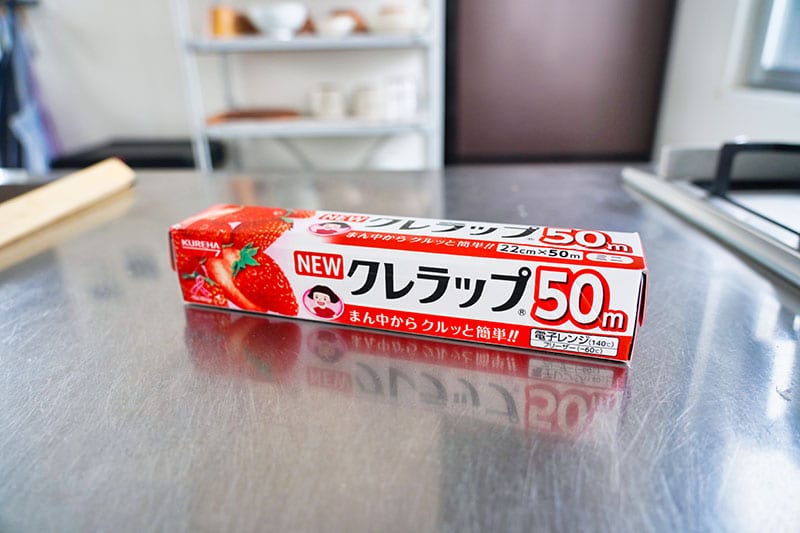 NEW クレラップ 50m
まん中からクルッと簡単!!
22cm×50m ミニ
KUREHA
NEW クレラップ® 50m
まん中からクルッと簡単!!
電子レンジ(140℃)
フリーザー(-60℃)